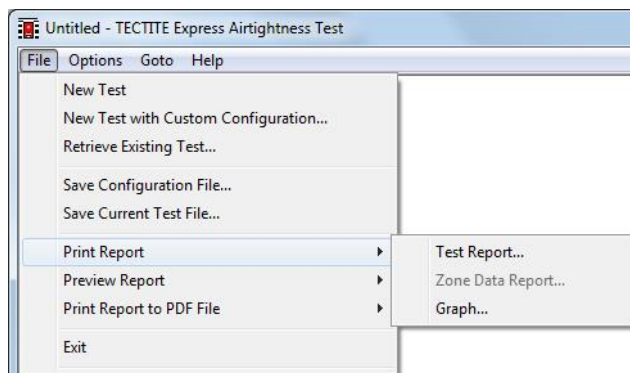 Untitled - TECTITE Express Airtightness Test
File Options Goto Help
New Test
New Test with Custom Configuration...
Retrieve Existing Test...
Save Configuration File...
Save Current Test File...
Print Report
Test Report...
Preview Report
Zone Data Report...
Print Report to PDF File
Graph...
Exit